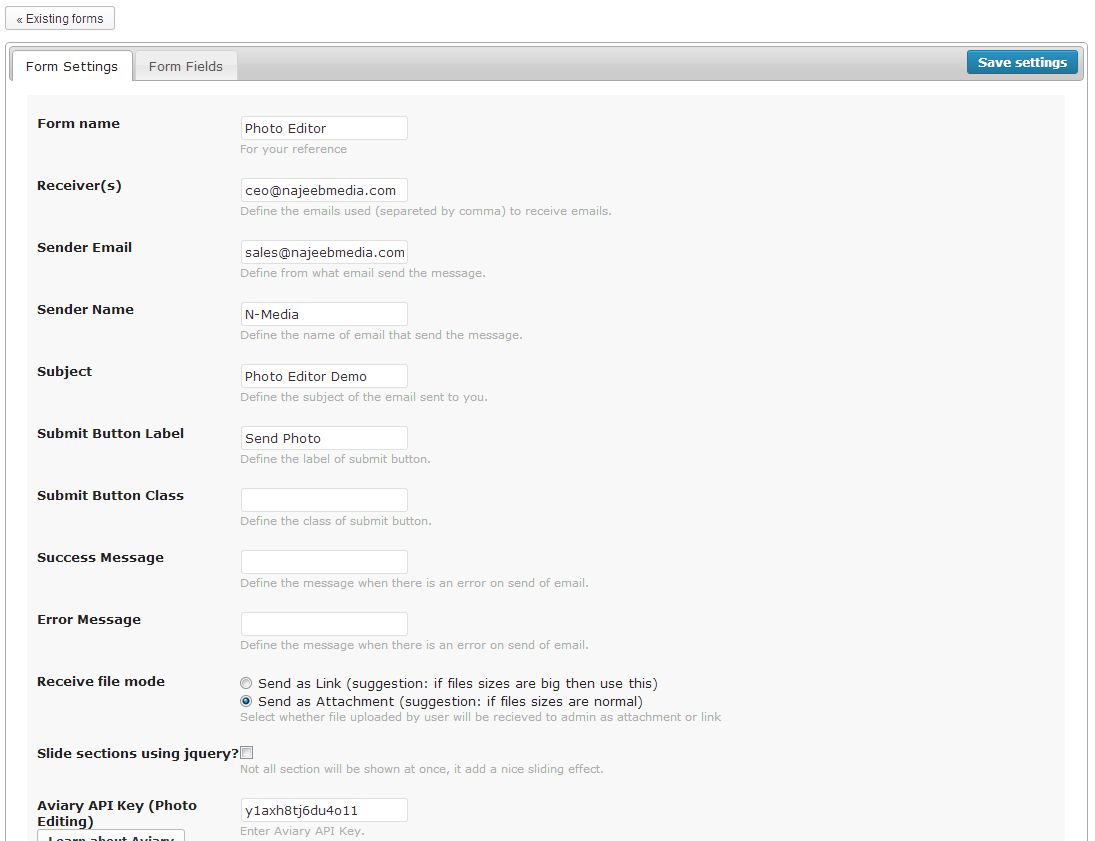 « Existing forms
Form Settings
Form Fields
Save settings
Form name
Photo Editor
For your reference
Receiver(s)
ceo@najeebmedia.com
Define the emails used (separeted by comma) to receive emails.
Sender Email
sales@najeebmedia.com
Define from what email send the message.
Sender Name
N-Media
Define the name of email that send the message.
Subject
Photo Editor Demo
Define the subject of the email sent to you.
Submit Button Label
Send Photo
Define the label of submit button.
Submit Button Class
Define the class of submit button.
Success Message
Define the message when there is an error on send of email.
Error Message
Define the message when there is an error on send of email.
Receive file mode
Send as Link (suggestion: if files sizes are big then use this)
Send as Attachment (suggestion: if files sizes are normal)
Select whether file uploaded by user will be recieved to admin as attachment or link
Slide sections using jquery?
Not all section will be shown at once, it add a nice sliding effect.
Aviary API Key (Photo
Editing)
y1axh8tj6du4o11
Enter Aviary API Key.
Learn about Aviary